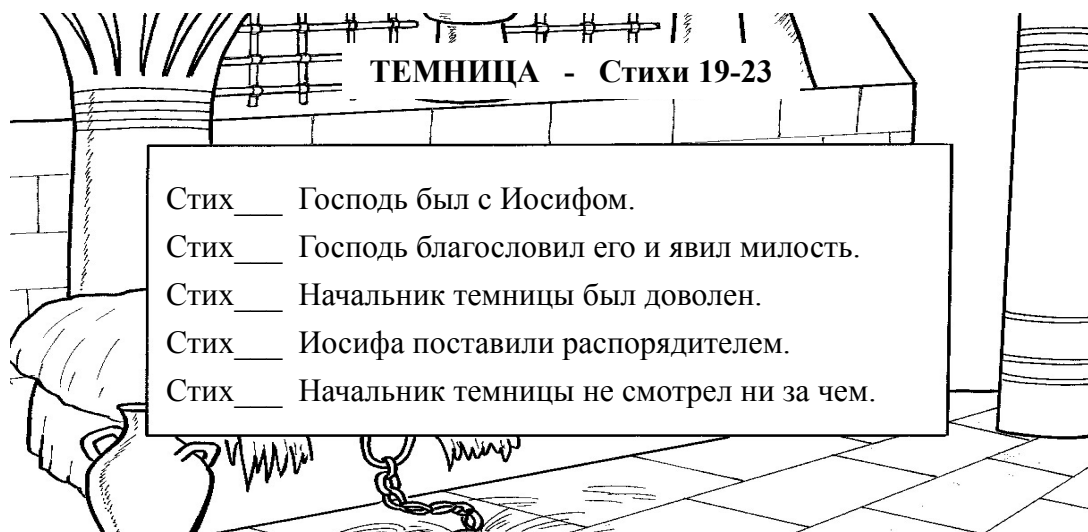 ТЕМНИЦА - Стихи 19-23
Стих___ Господь был с Иосифом.
Стих___ Господь благословил его и явил милость.
Стих___ Начальник темницы был доволен.
Стих___ Иосифа поставили распорядителем.
Стих___ Начальник темницы не смотрел ни за чем.